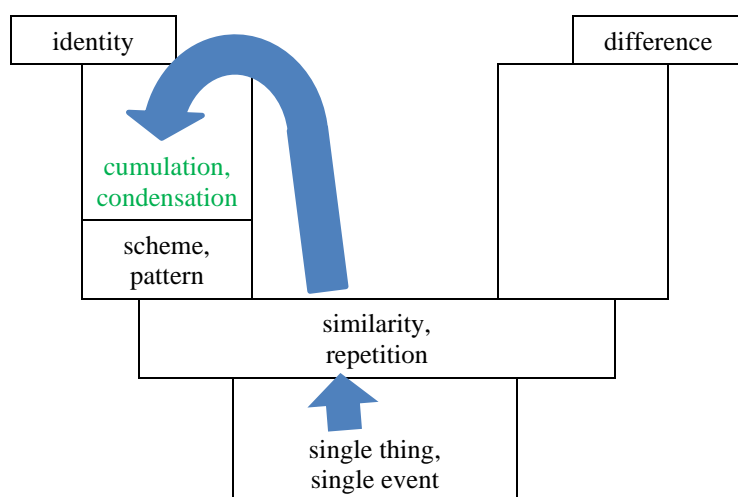 identity
difference
cumulation,
condensation
scheme,
pattern
similarity,
repetition
single thing,
single event